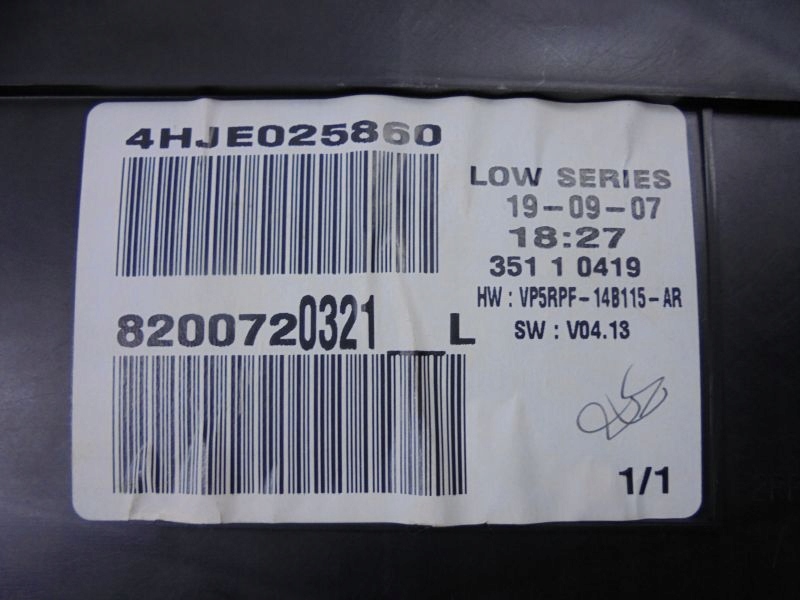 4HJE025860
LOW SERIES
19-09-07
18:27
351 1 0419
HW : VP5RPF-14B115-AR
SW : V04.13
8200720321__L
1/1